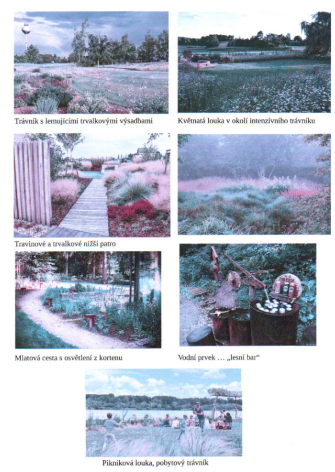 Trávník s lemujícími trvalkovými výsadbami
Květnatá louka v okolí intenzivního trávníku
Travinové a trvalkové nižší patro
Mlatová cesta s osvětlení z kortenu
Vodní prvek … „lesní bar“
Pikniková louka, pobytový trávník